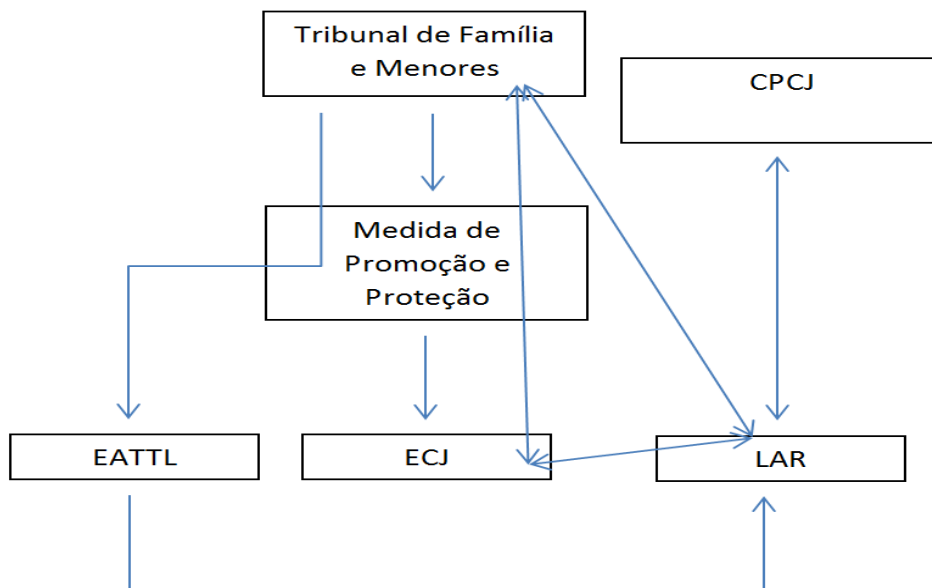 Tribunal de Família
e Menores
CPCJ
Medida de
Promoção e
Proteção
EATTL
ECJ
LAR